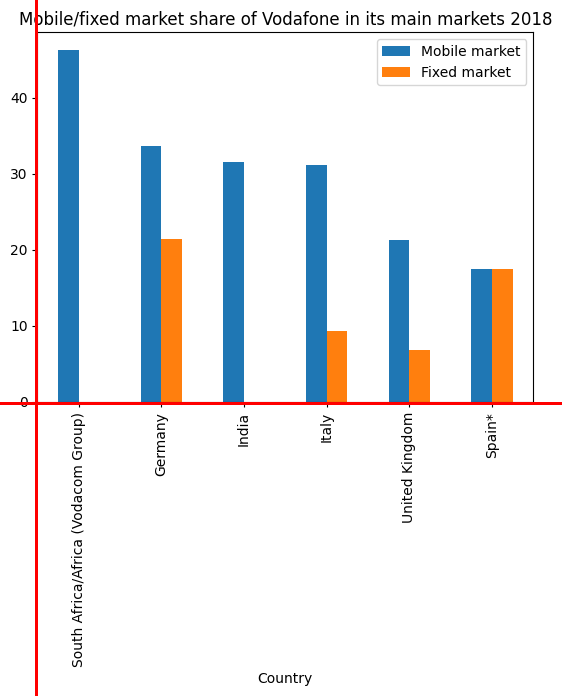 Mobile/fixed market share of Vodafone in its main markets 2018
Mobile market
Fixed market
40
30
20
10
0
South Africa/Africa (Vodacom Group)
Germany
India
Italy
United Kingdom
Spain*
Country